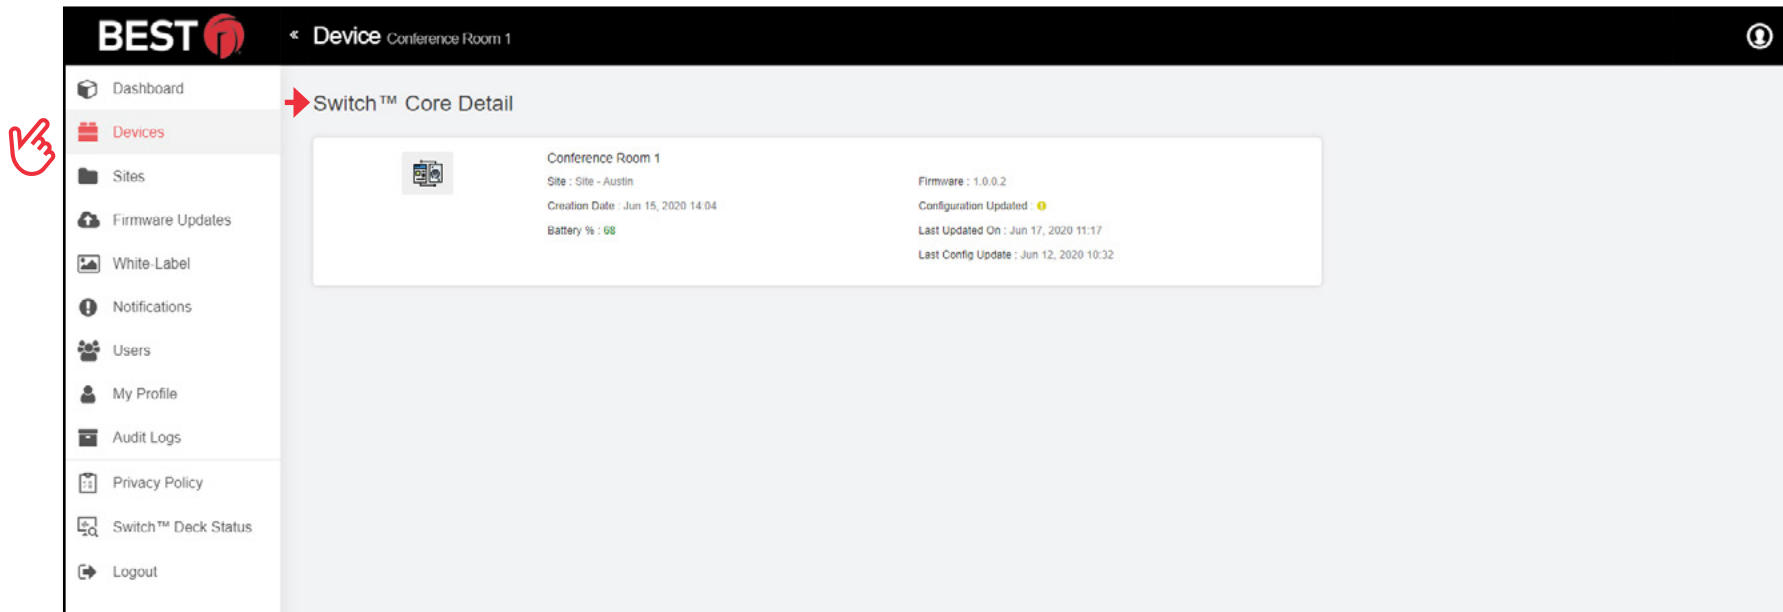 BEST
« Device Conference Room 1
Dashboard
Devices
Sites
Firmware Updates
White-Label
Notifications
Users
My Profile
Audit Logs
Privacy Policy
Switch™ Deck Status
Logout
Switch™ Core Detail
Conference Room 1
Site : Site - Austin
Creation Date : Jun 15, 2020 14:04
Battery % : 68
Firmware : 1.0.0.2
Configuration Updated :
Last Updated On : Jun 17, 2020 11:17
Last Config Update : Jun 12, 2020 10:32